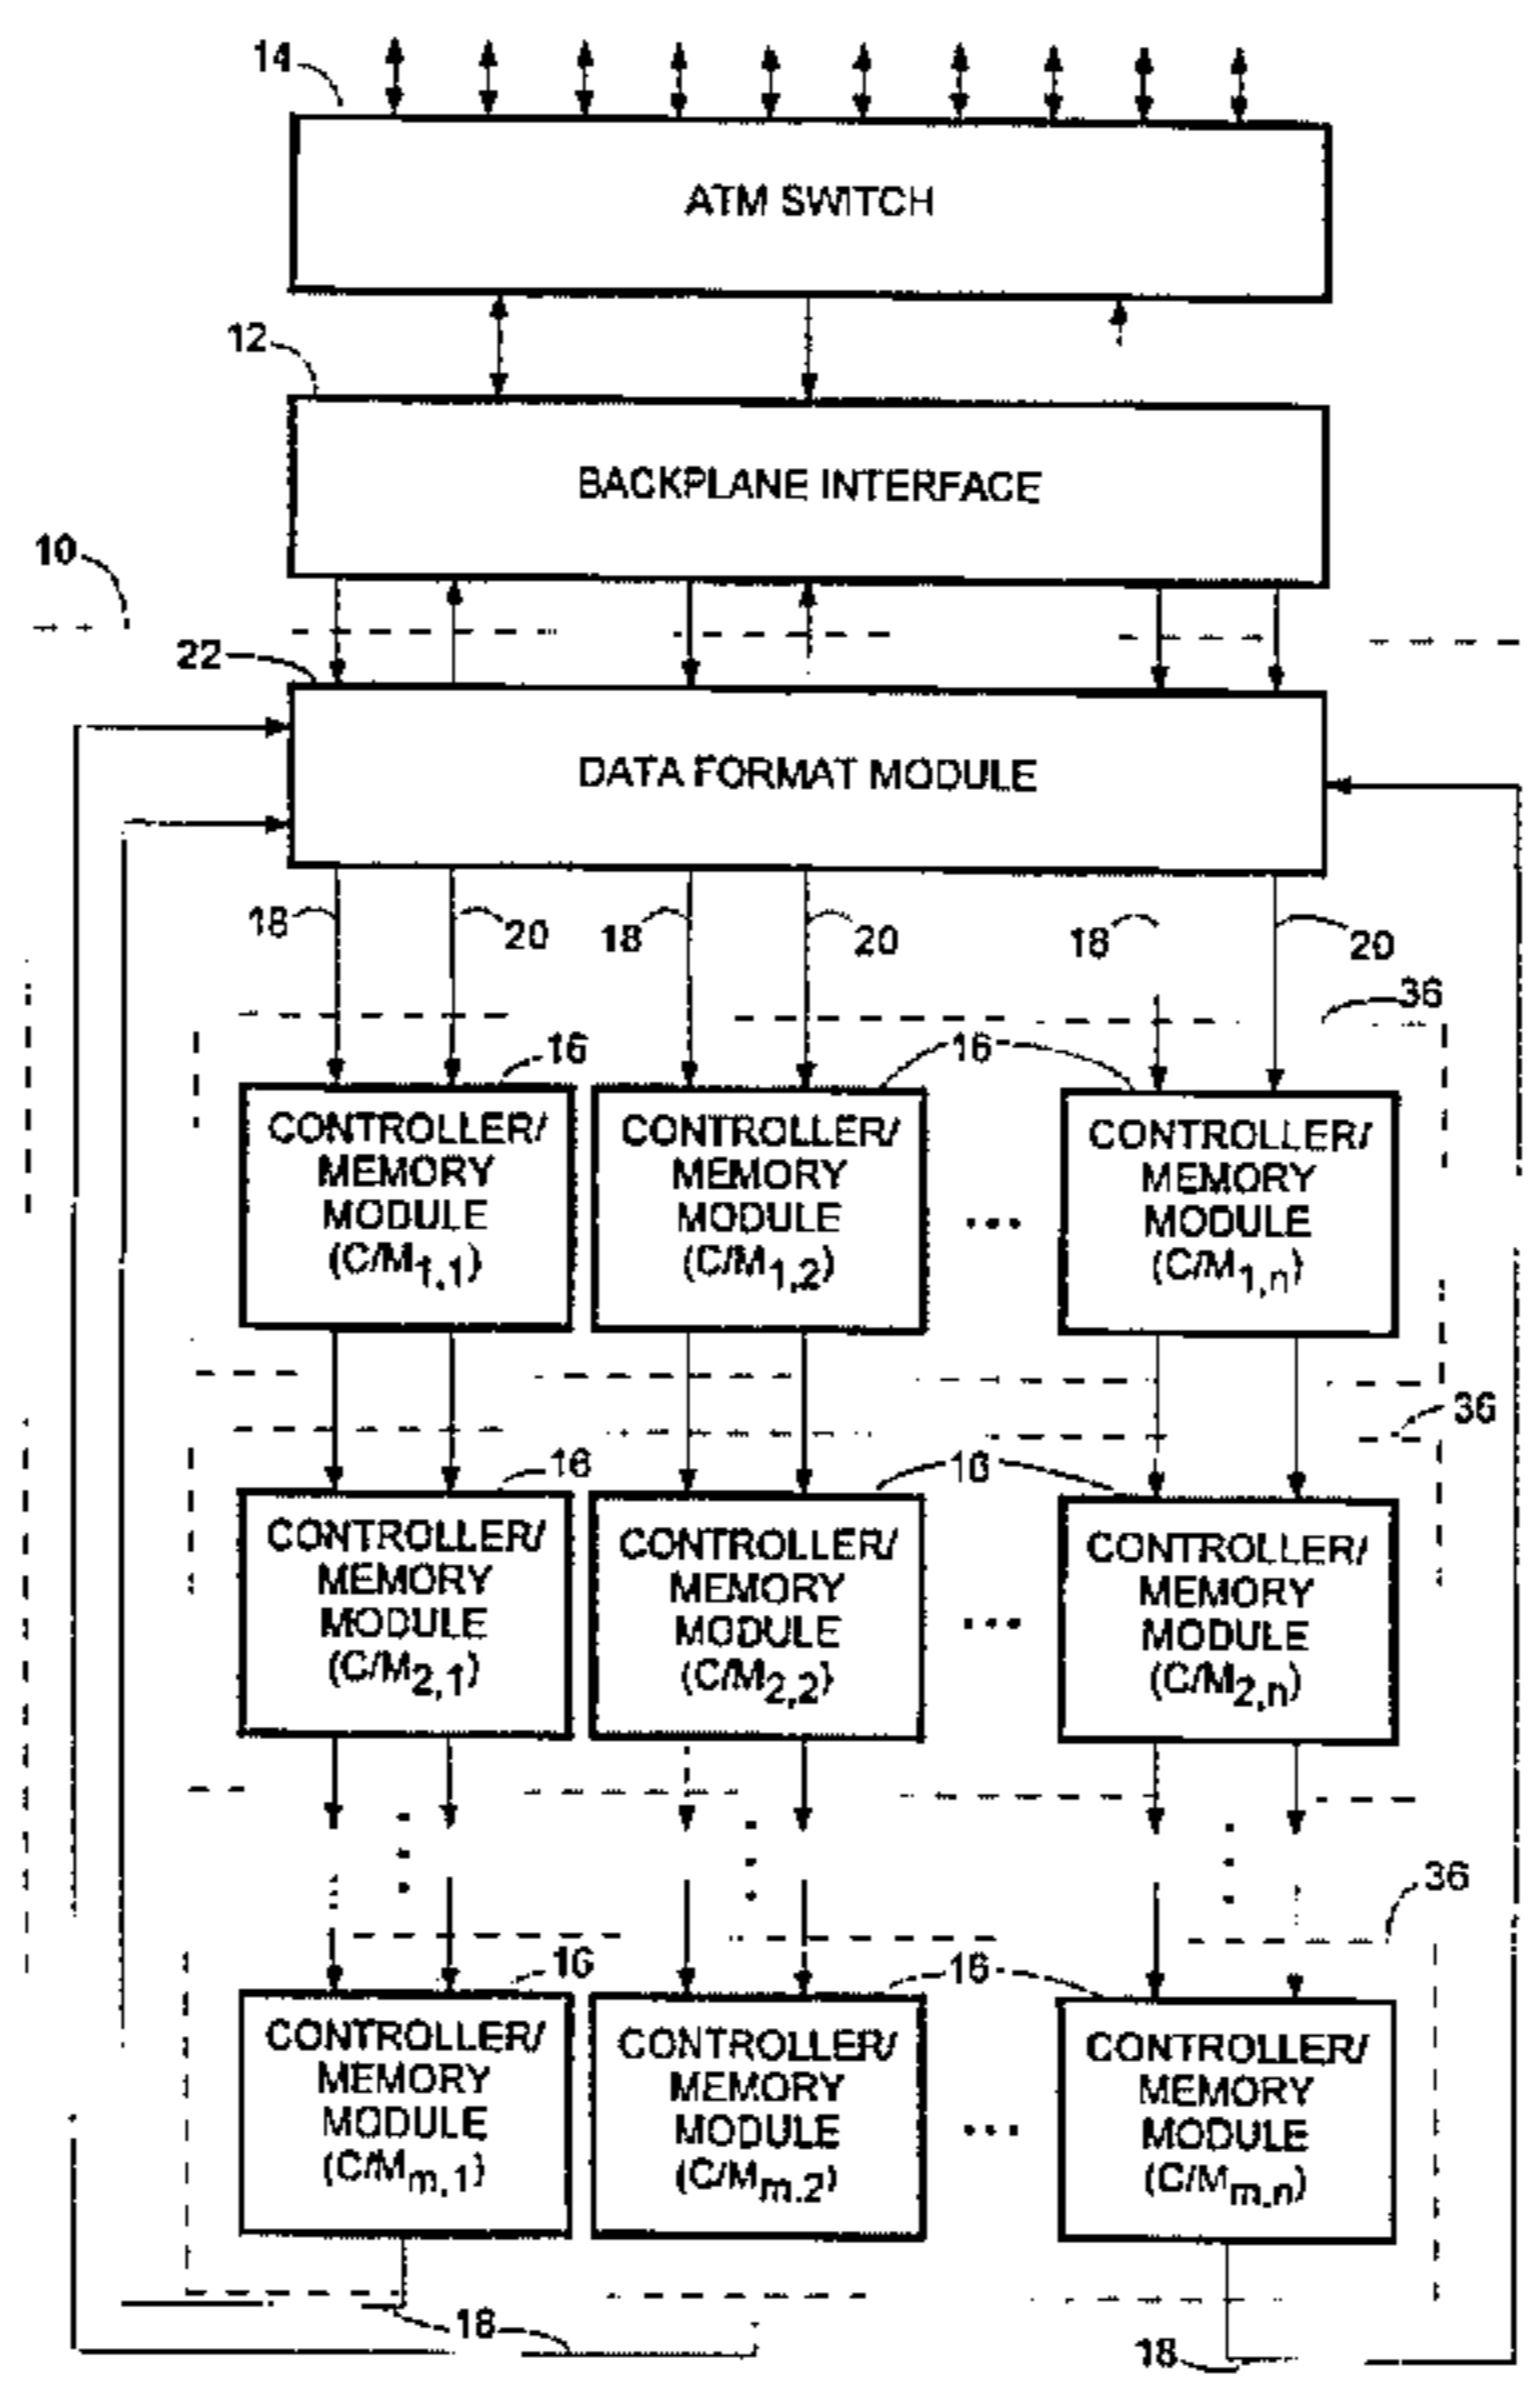 14
ATM SWITCH
12
BACKPLANE INTERFACE
10
22
DATA FORMAT MODULE
18 20 18 20 18 20
36
16 16
CONTROLLER/
MEMORY
MODULE
(C/M1,1)
CONTROLLER/
MEMORY
MODULE
(C/M1,2)
...
CONTROLLER/
MEMORY
MODULE
(C/M1,n)
36
16 16
CONTROLLER/
MEMORY
MODULE
(C/M2,1)
CONTROLLER/
MEMORY
MODULE
(C/M2,2)
...
CONTROLLER/
MEMORY
MODULE
(C/M2,n)
36
16 16
CONTROLLER/
MEMORY
MODULE
(C/Mm,1)
CONTROLLER/
MEMORY
MODULE
(C/Mm.2)
...
CONTROLLER/
MEMORY
MODULE
(C/Mm.n)
18
18